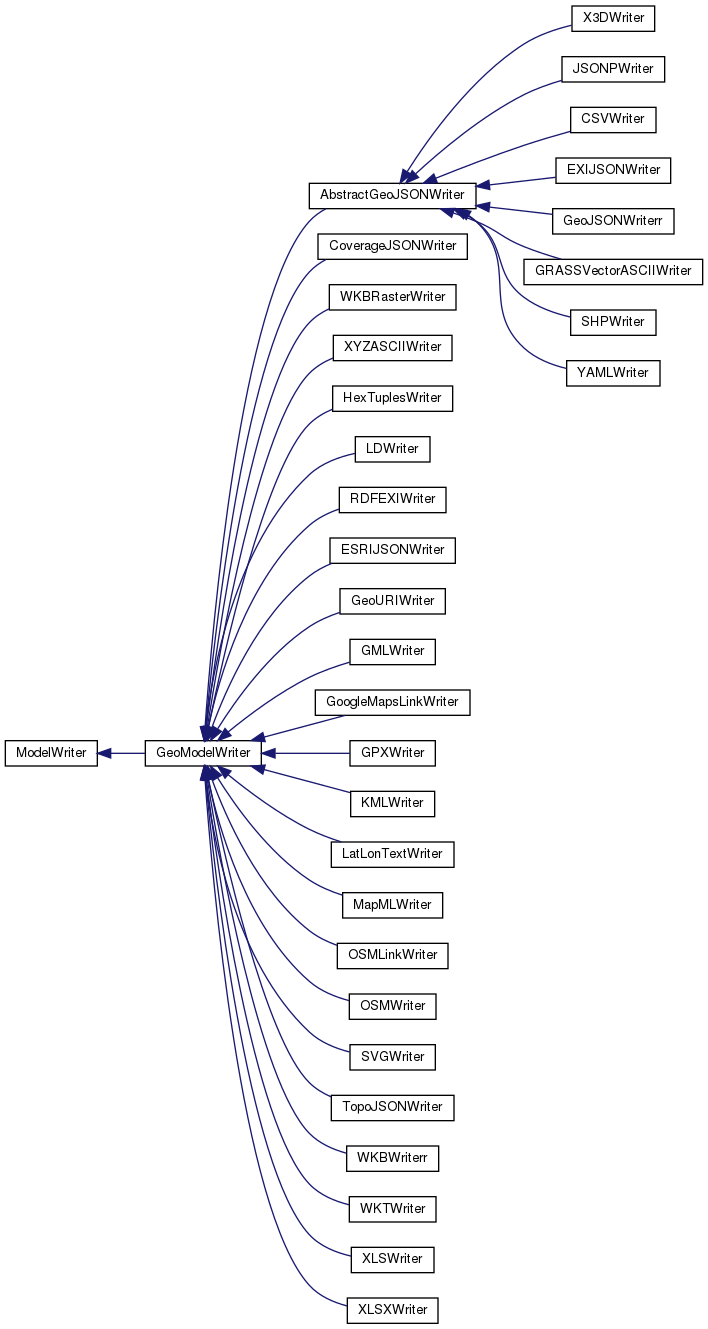 X3DWriter
JSONPWriter
CSVWriter
EXIJSONWriter
AbstractGeoJSONWriter
GeoJSONWriterr
CoverageJSONWriter
GRASSVectorASCIIWriter
WKBRasterWriter
SHPWriter
XYZASCIIWriter
YAMLWriter
HexTuplesWriter
LDWriter
RDFEXIWriter
ESRIJSONWriter
GeoURIWriter
GMLWriter
GoogleMapsLinkWriter
ModelWriter
GeoModelWriter
GPXWriter
KMLWriter
LatLonTextWriter
MapMLWriter
OSMLinkWriter
OSMWriter
SVGWriter
TopoJSONWriter
WKBWriterr
WKTWriter
XLSWriter
XLSXWriter